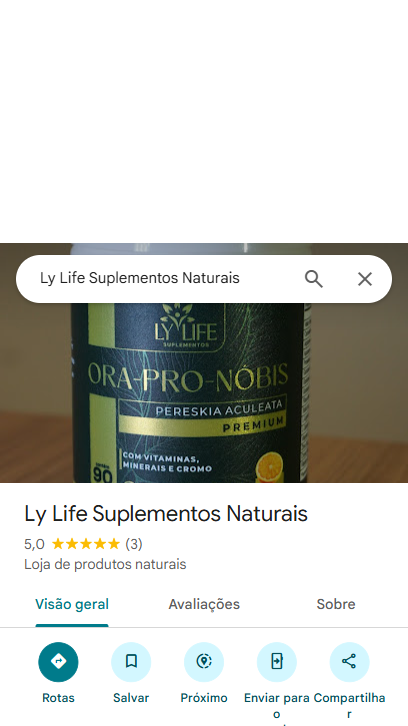 Ly Life Suplementos Naturais
LY LIFE
SUPLEMENTOS
ORA-PRO-NÓBIS
PERESKIA ACULEATA
PREMIUM
COM VITAMINAS,
MINERAIS E CROMO
90
Ly Life Suplementos Naturais
5,0 ★★★★★ (3)
Loja de produtos naturais
Visão geral Avaliações Sobre
Rotas Salvar Próximo Enviar para o Compartilhar